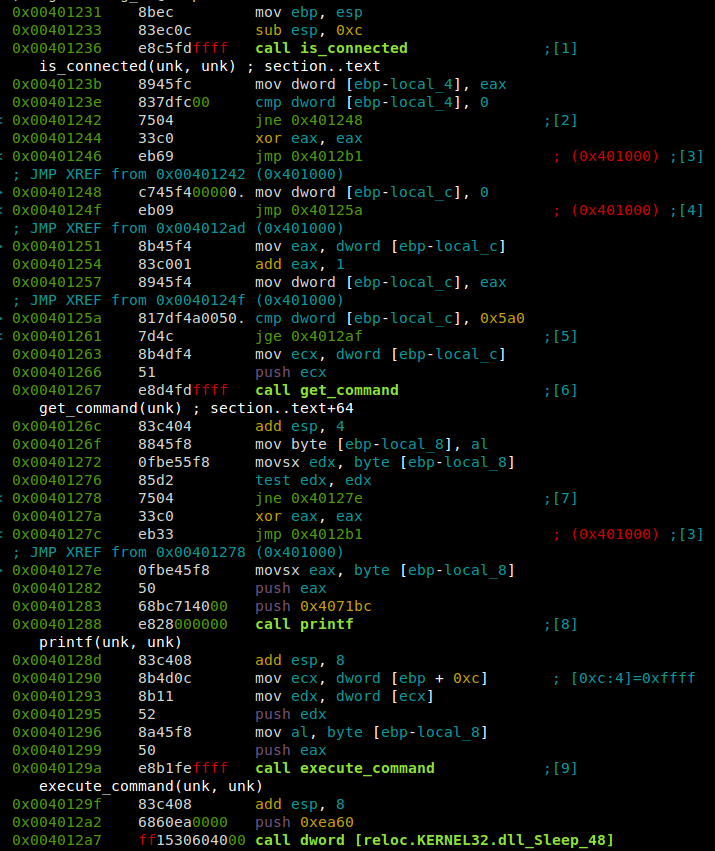 0x00401231 8bec mov ebp, esp
0x00401233 83ec0c sub esp, 0xc
0x00401236 e8c5fdffff call is_connected ;[1]
is_connected(unk, unk) ; section..text
0x0040123b 8945fc mov dword [ebp-local_4], eax
0x0040123e 837dfc00 cmp dword [ebp-local_4], 0
< 0x00401242 7504 jne 0x401248 ;[2]
0x00401244 33c0 xor eax, eax
< 0x00401246 eb69 jmp 0x4012b1 ; (0x401000) ;[3]
; JMP XREF from 0x00401242 (0x401000)
> 0x00401248 c745f400000. mov dword [ebp-local_c], 0
< 0x0040124f eb09 jmp 0x40125a ; (0x401000) ;[4]
; JMP XREF from 0x004012ad (0x401000)
> 0x00401251 8b45f4 mov eax, dword [ebp-local_c]
0x00401254 83c001 add eax, 1
0x00401257 8945f4 mov dword [ebp-local_c], eax
; JMP XREF from 0x0040124f (0x401000)
> 0x0040125a 817df4a0050. cmp dword [ebp-local_c], 0x5a0
< 0x00401261 7d4c jge 0x4012af ;[5]
0x00401263 8b4df4 mov ecx, dword [ebp-local_c]
0x00401266 51 push ecx
0x00401267 e8d4fdffff call get_command ;[6]
get_command(unk) ; section..text+64
0x0040126c 83c404 add esp, 4
0x0040126f 8845f8 mov byte [ebp-local_8], al
0x00401272 0fbe55f8 movsx edx, byte [ebp-local_8]
0x00401276 85d2 test edx, edx
< 0x00401278 7504 jne 0x40127e ;[7]
0x0040127a 33c0 xor eax, eax
< 0x0040127c eb33 jmp 0x4012b1 ; (0x401000) ;[3]
; JMP XREF from 0x00401278 (0x401000)
> 0x0040127e 0fbe45f8 movsx eax, byte [ebp-local_8]
0x00401282 50 push eax
0x00401283 68bc714000 push 0x4071bc
0x00401288 e828000000 call printf ;[8]
printf(unk, unk)
0x0040128d 83c408 add esp, 8
0x00401290 8b4d0c mov ecx, dword [ebp + 0xc] ; [0xc:4]=0xffff
0x00401293 8b11 mov edx, dword [ecx]
0x00401295 52 push edx
0x00401296 8a45f8 mov al, byte [ebp-local_8]
0x00401299 50 push eax
0x0040129a e8b1feffff call execute_command ;[9]
execute_command(unk, unk)
0x0040129f 83c408 add esp, 8
0x004012a2 6860ea0000 push 0xea60
0x004012a7 ff1530604000 call dword [reloc.KERNEL32.dll_Sleep_48]